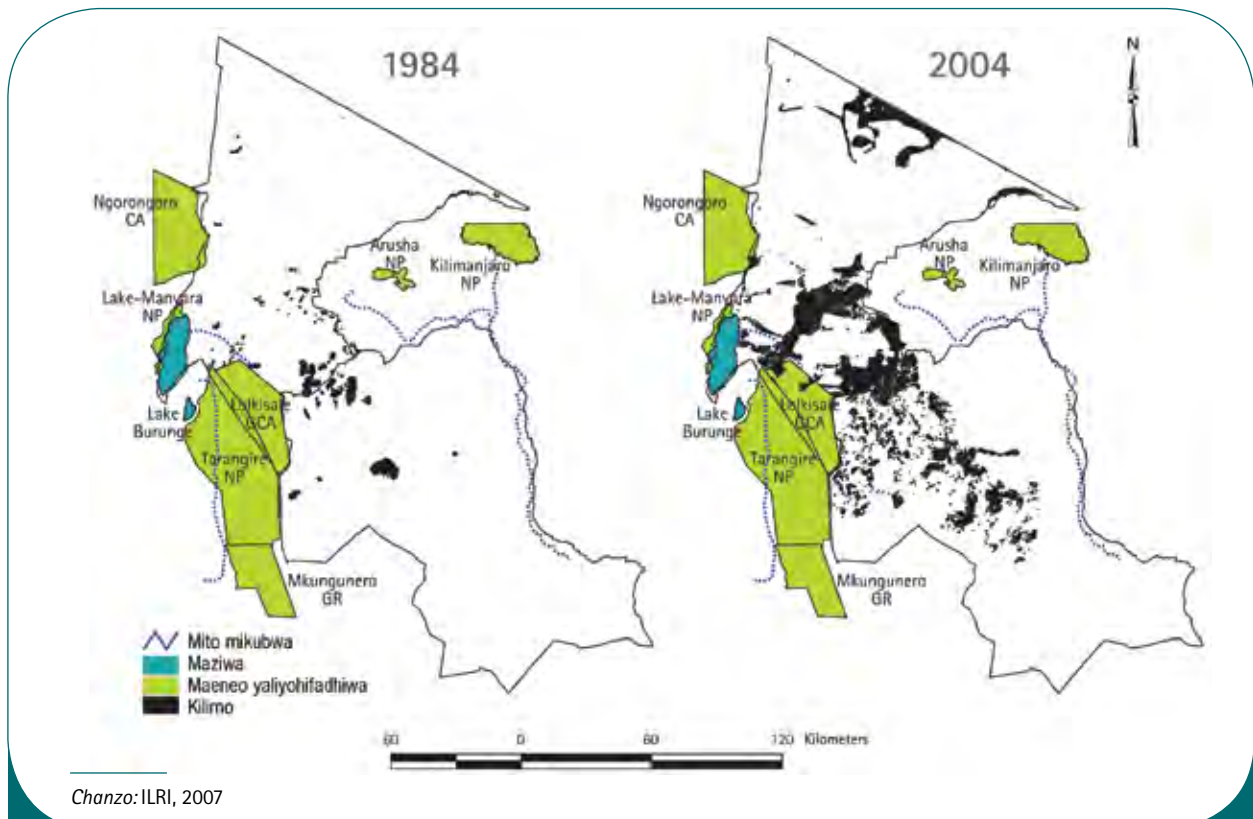 1984
2004
N
Ngorongoro
CA
Arusha
NP
Kilimanjaro
NP
Lake-Manyara
NP
Lake
Burunge
Lolkisale
GCA
Tarangire
NP
Mkungunero
GR
Ngorongoro
CA
Arusha
NP
Kilimanjaro
NP
Lake-Manyara
NP
Lake
Burunge
Lolkisale
GCA
Tarangire
NP
Mkungunero
GR
Mito mikubwa
Maziwa
Maeneo yaliyohifadhiwa
Kilimo
60 0 60 120 Kilometers
Chanzo: ILRI, 2007